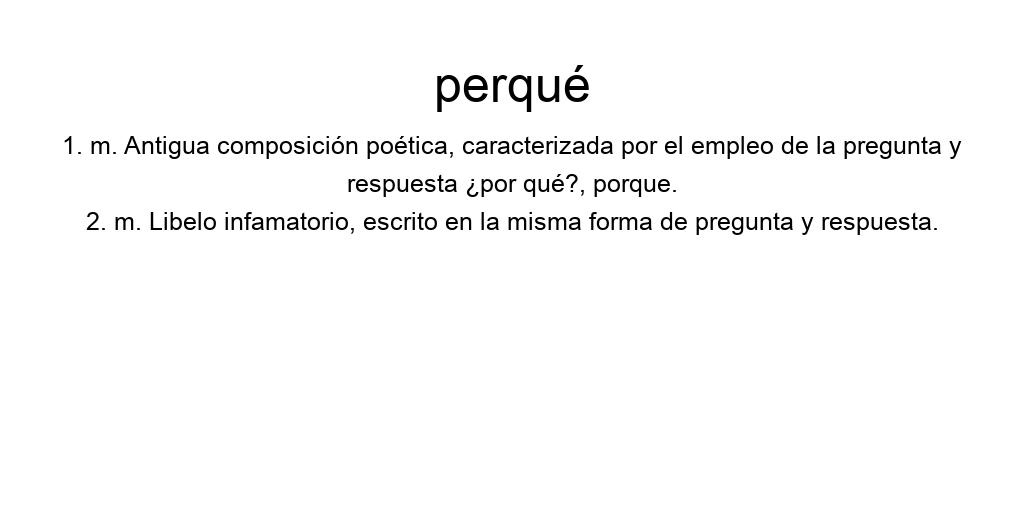 perqué
1. m. Antigua composición poética, caracterizada por el empleo de la pregunta y
respuesta ¿por qué?, porque.
2. m. Libelo infamatorio, escrito en la misma forma de pregunta y respuesta.